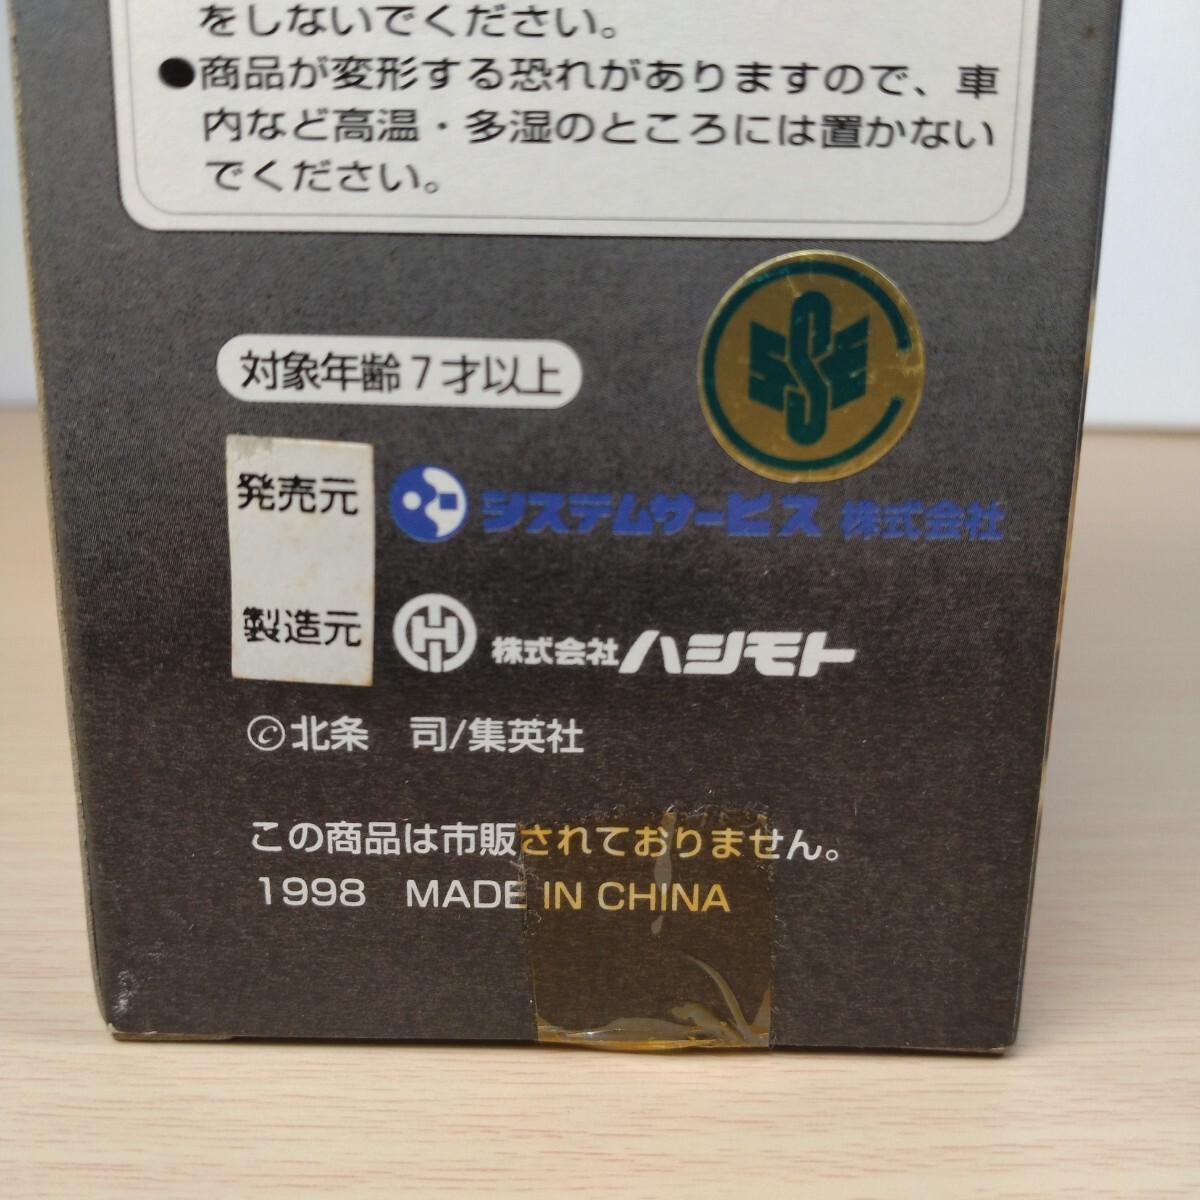 をしないでください。
●商品が変形する恐れがありますので、車
内など高温・多湿のところには置かない
でください。
対象年齢7才以上
発売元 システムサービス 株式会社
製造元 株式会社ハシモト
©北条　司/集英社
この商品は市販されておりません。
1998　MADE IN CHINA